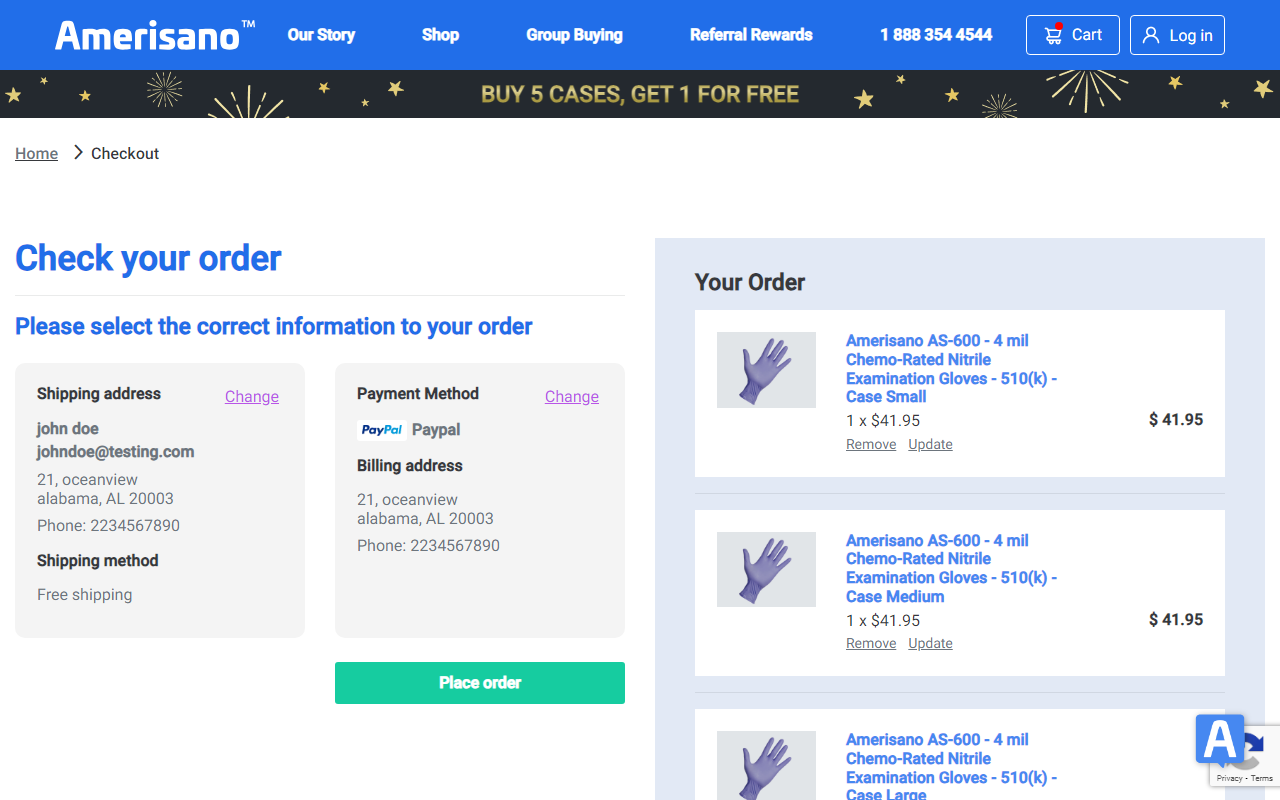 Amerisano™
Our Story
Shop
Group Buying
Referral Rewards
1 888 354 4544
Cart
Log in
BUY 5 CASES, GET 1 FOR FREE
Home
Checkout
Check your order
Please select the correct information to your order
Shipping address
Change
john doe
johndoe@testing.com
21, oceanview
alabama, AL 20003
Phone: 2234567890
Shipping method
Free shipping
Payment Method
Change
PayPal Paypal
Billing address
21, oceanview
alabama, AL 20003
Phone: 2234567890
Place order
Your Order
Amerisano AS-600 - 4 mil
Chemo-Rated Nitrile
Examination Gloves - 510(k) -
Case Small
1 x $41.95
$ 41.95
Remove Update
Amerisano AS-600 - 4 mil
Chemo-Rated Nitrile
Examination Gloves - 510(k) -
Case Medium
1 x $41.95
$ 41.95
Remove Update
Amerisano AS-600 - 4 mil
Chemo-Rated Nitrile
Examination Gloves - 510(k) -
Case Large
A
Privacy - Terms